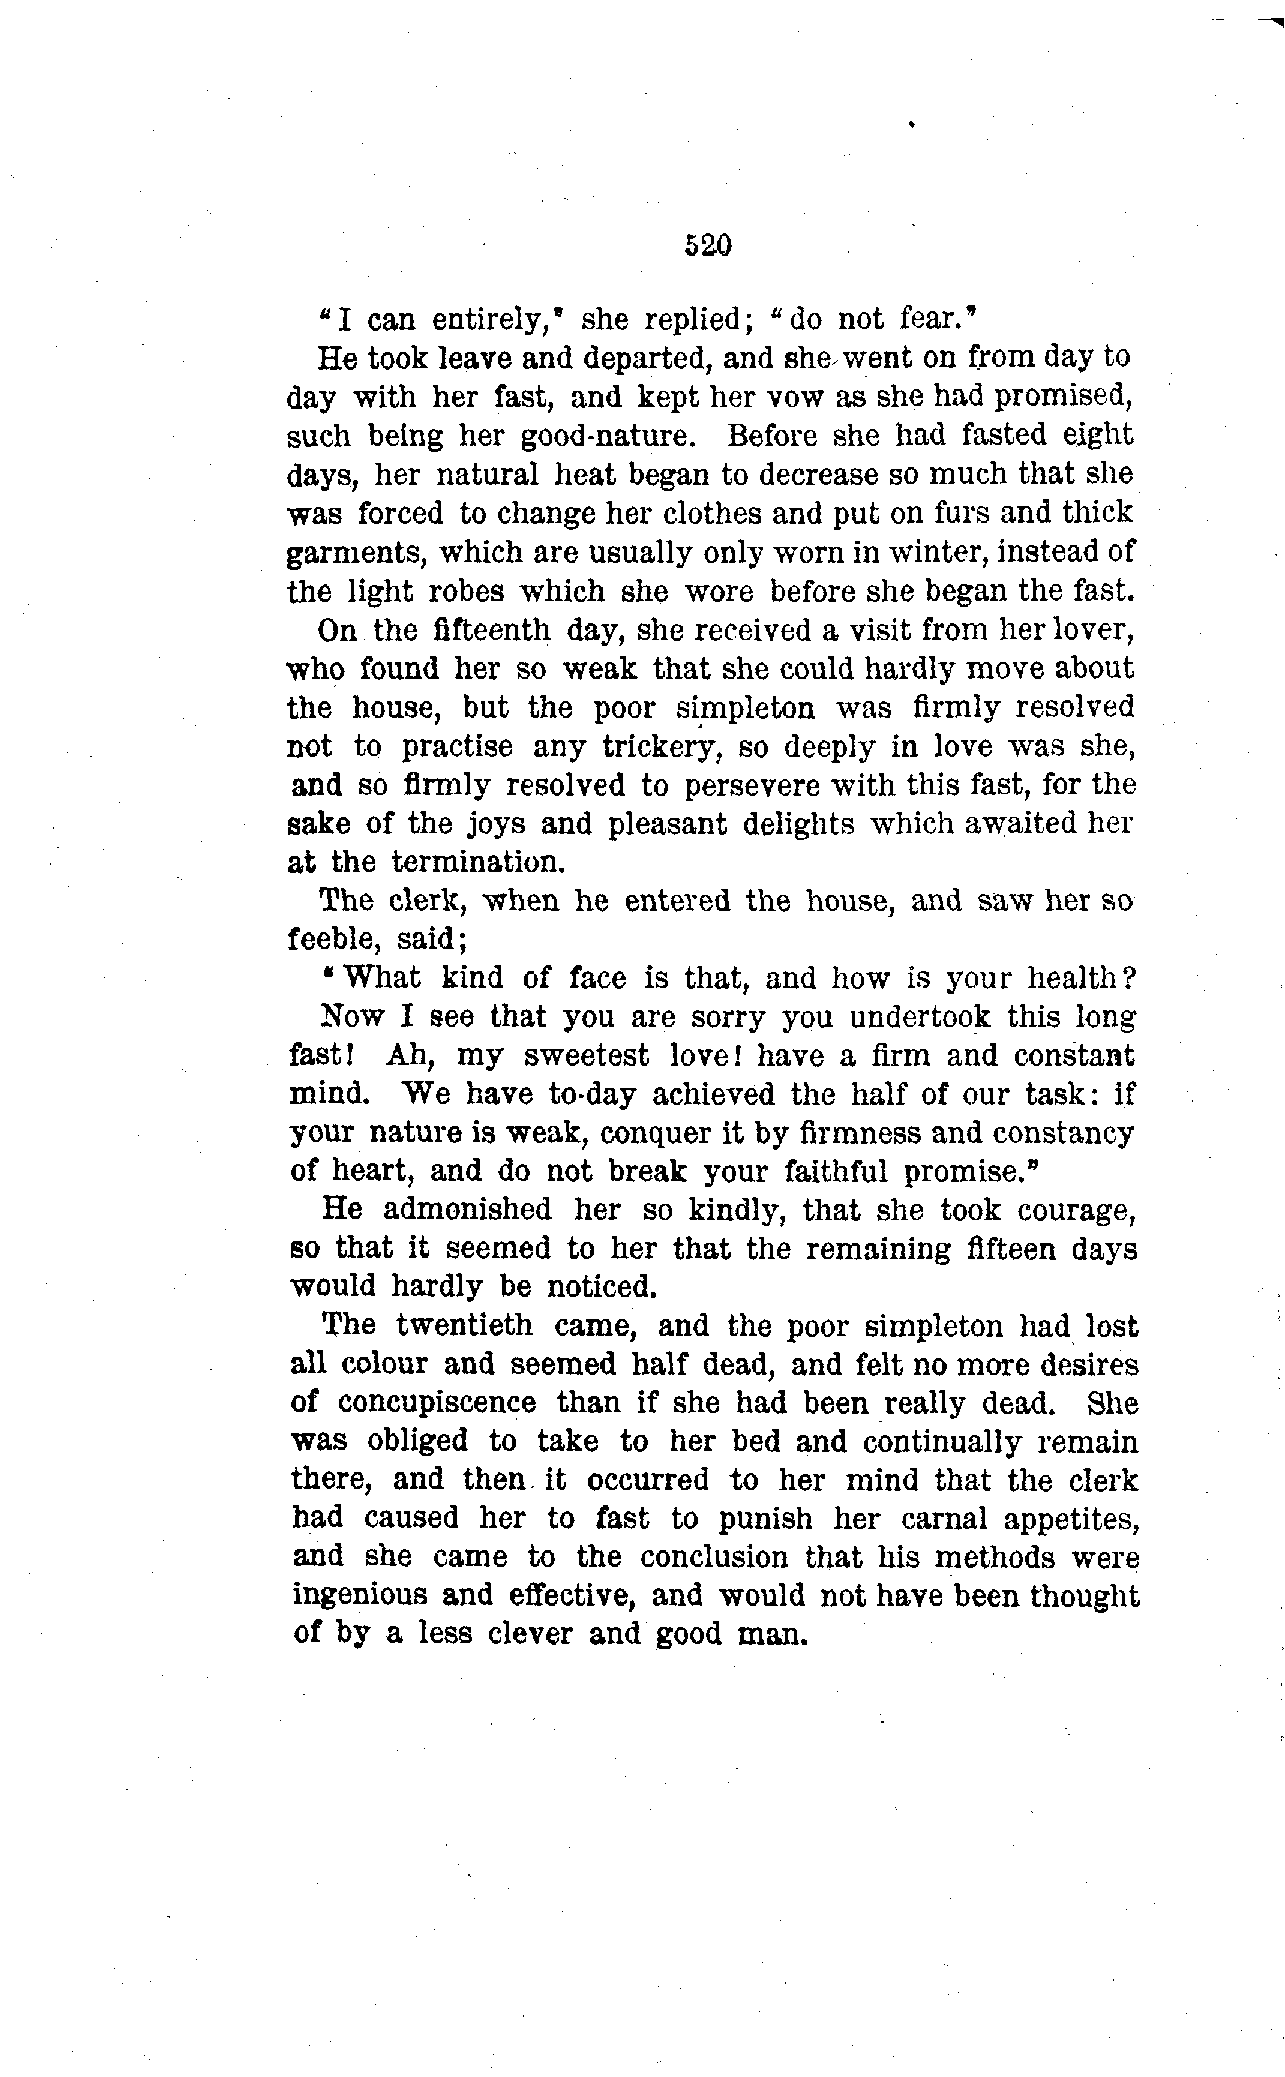 520
“I can entirely,” she replied; “do not fear.”
He took leave and departed, and she went on from day to
day with her fast, and kept her vow as she had promised,
such being her good-nature. Before she had fasted eight
days, her natural heat began to decrease so much that she
was forced to change her clothes and put on furs and thick
garments, which are usually only worn in winter, instead of
the light robes which she wore before she began the fast.
On the fifteenth day, she received a visit from her lover,
who found her so weak that she could hardly move about
the house, but the poor simpleton was firmly resolved
not to practise any trickery, so deeply in love was she,
and so firmly resolved to persevere with this fast, for the
sake of the joys and pleasant delights which awaited her
at the termination.
The clerk, when he entered the house, and saw her so
feeble, said;
“What kind of face is that, and how is your health?
Now I see that you are sorry you undertook this long
fast! Ah, my sweetest love! have a firm and constant
mind. We have to-day achieved the half of our task: if
your nature is weak, conquer it by firmness and constancy
of heart, and do not break your faithful promise.”
He admonished her so kindly, that she took courage,
so that it seemed to her that the remaining fifteen days
would hardly be noticed.
The twentieth came, and the poor simpleton had lost
all colour and seemed half dead, and felt no more desires
of concupiscence than if she had been really dead. She
was obliged to take to her bed and continually remain
there, and then it occurred to her mind that the clerk
had caused her to fast to punish her carnal appetites,
and she came to the conclusion that his methods were
ingenious and effective, and would not have been thought
of by a less clever and good man.